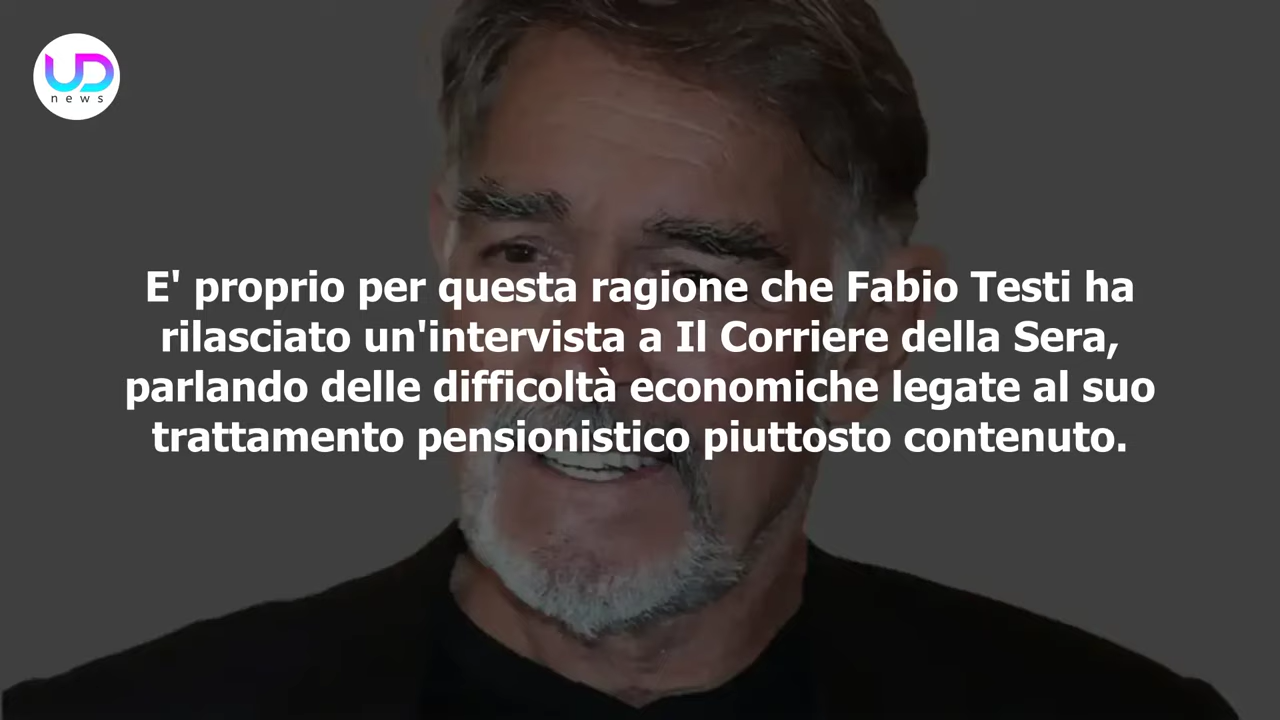 UD
news
E' proprio per questa ragione che Fabio Testi ha
rilasciato un'intervista a Il Corriere della Sera,
parlando delle difficoltà economiche legate al suo
trattamento pensionistico piuttosto contenuto.